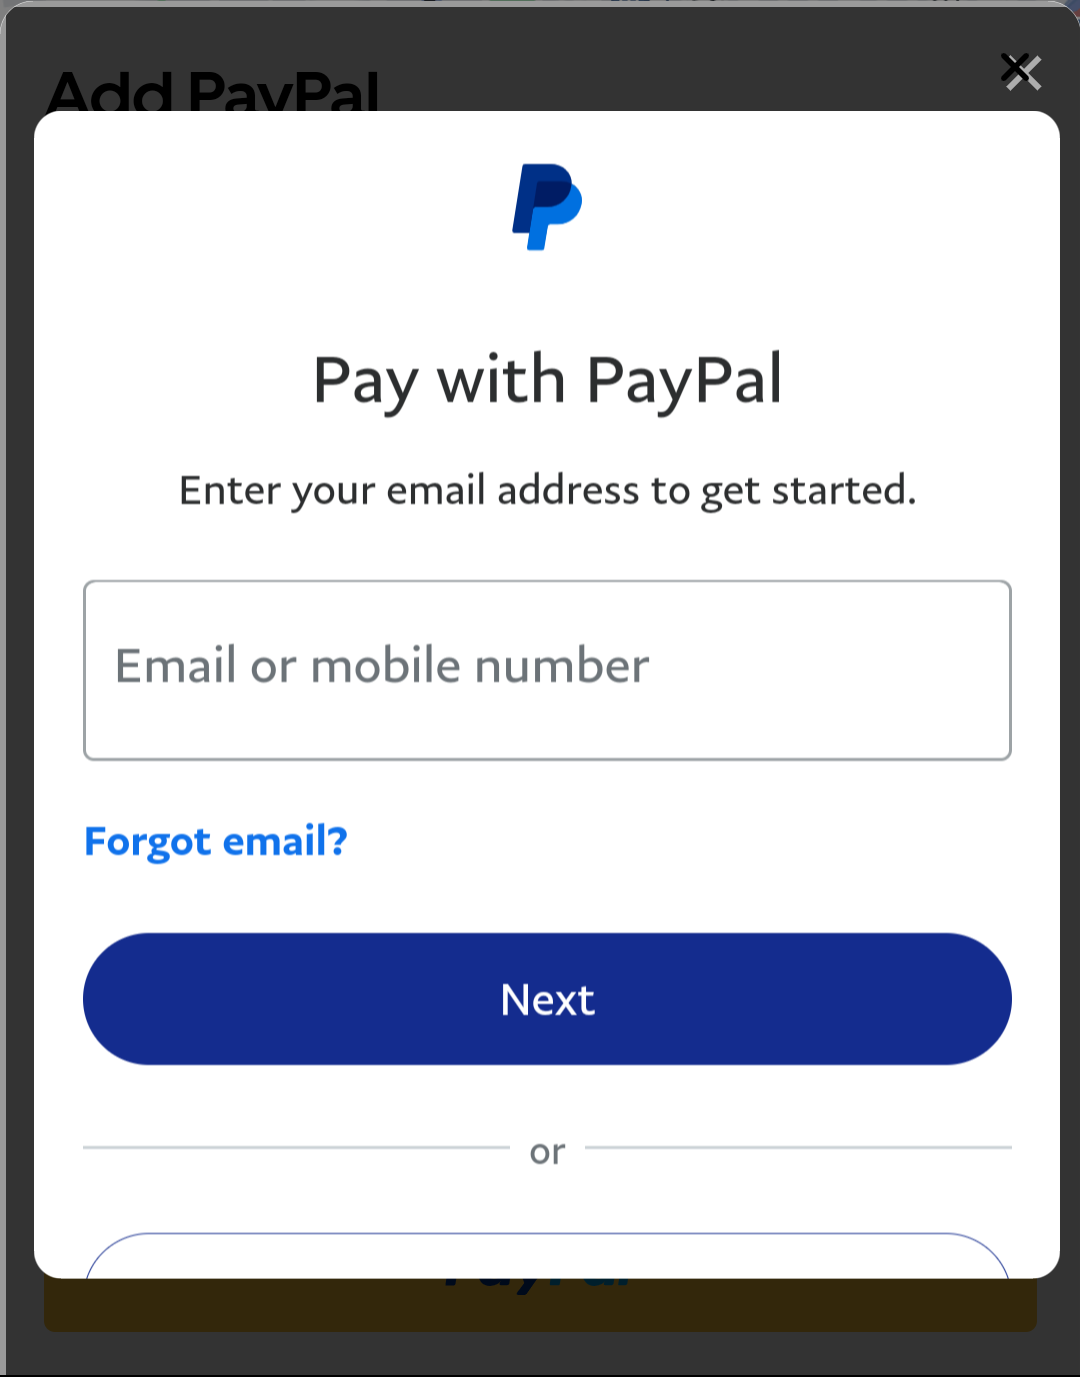 Add PayPal
Pay with PayPal
Enter your email address to get started.
Email or mobile number
Forgot email?
Next
or
PayPal